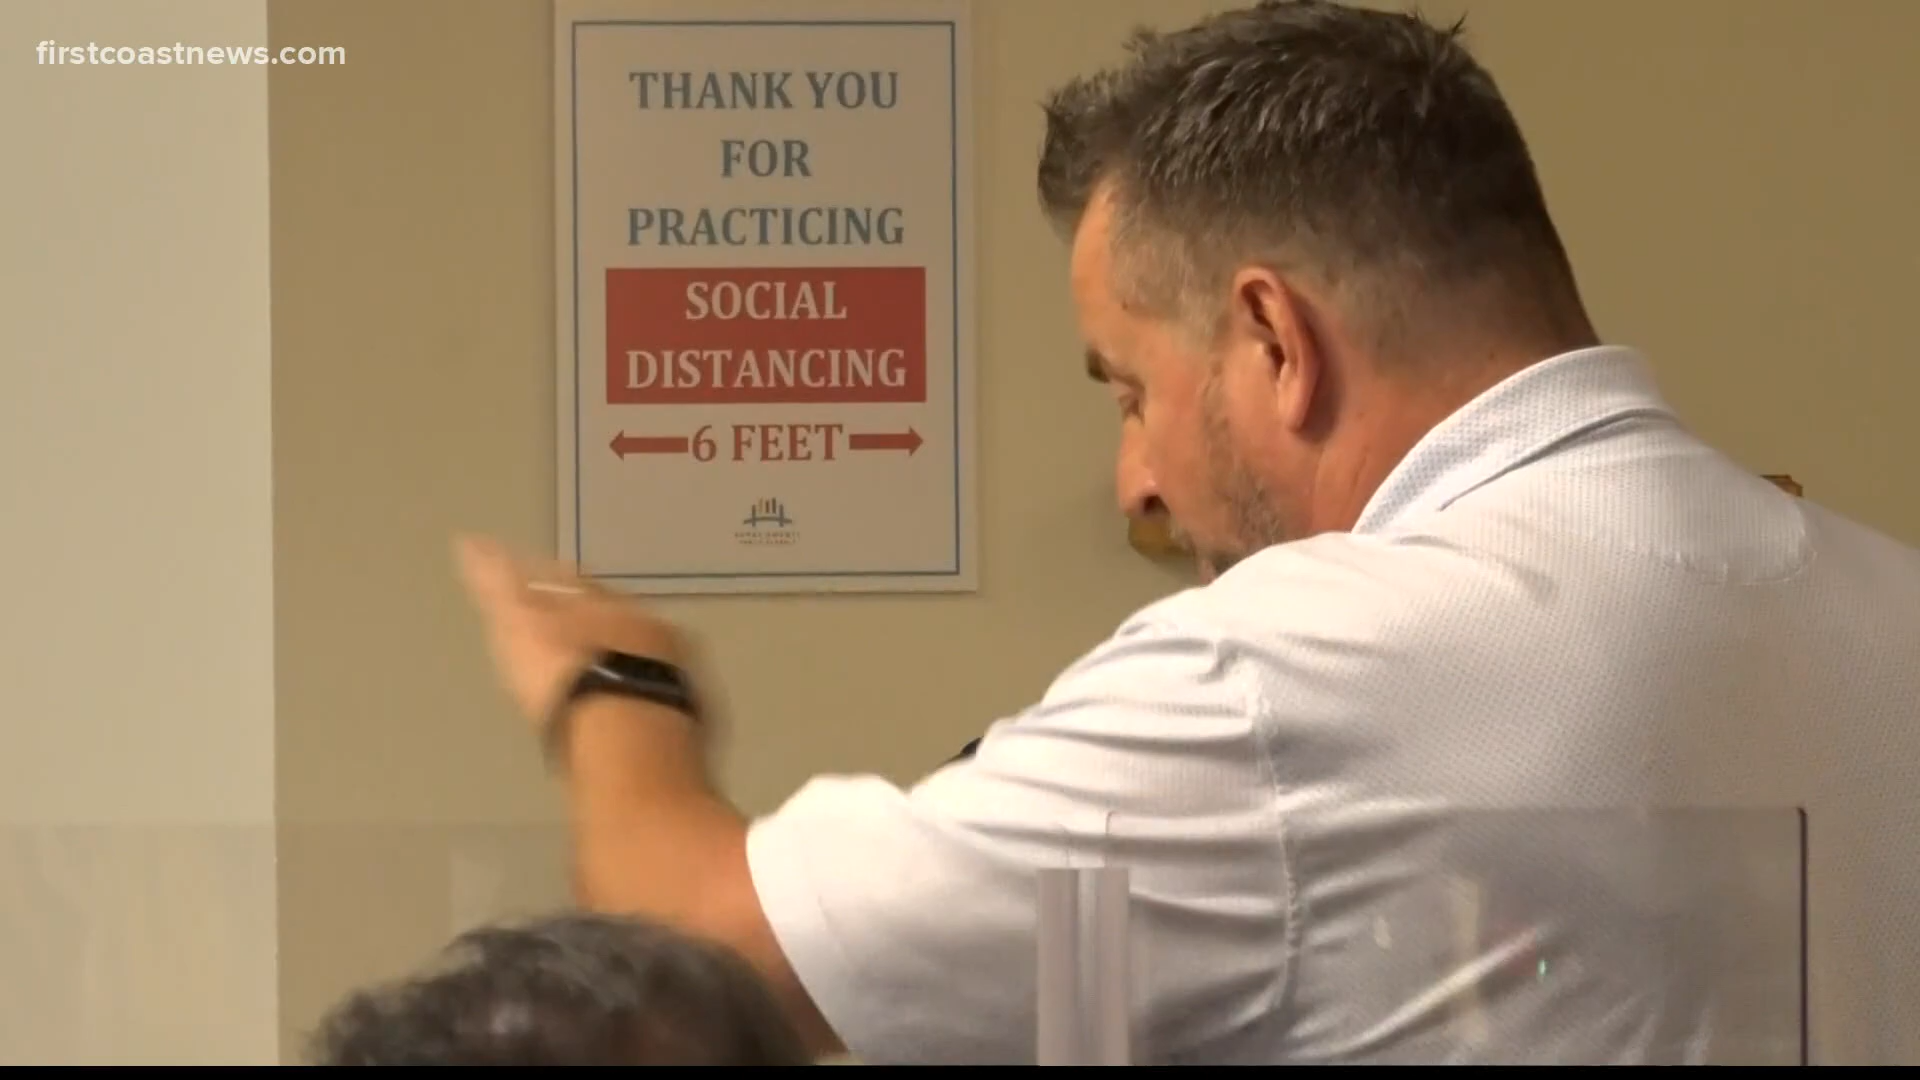 firstcoastnews.com
THANK YOU
FOR
PRACTICING
SOCIAL
DISTANCING
6 FEET